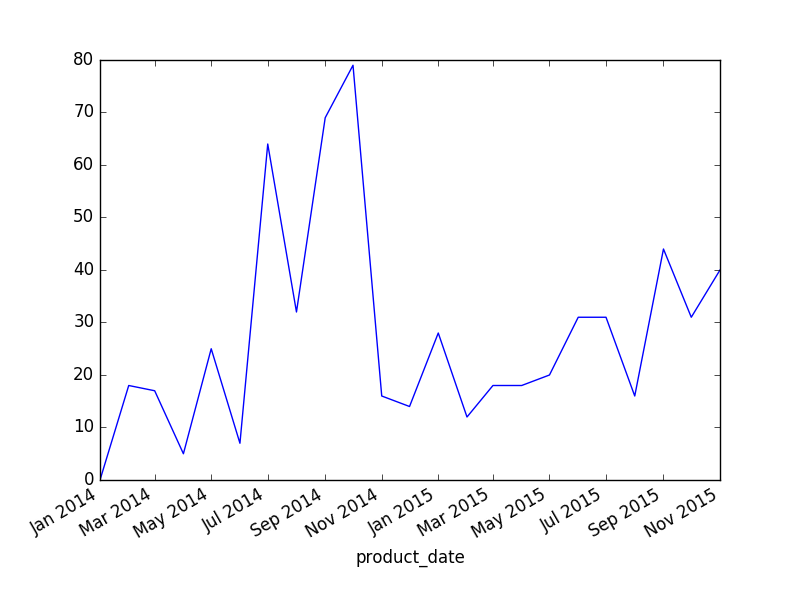 80
70
60
50
40
30
20
10
0
Jan 2014
Mar 2014
May 2014
Jul 2014
Sep 2014
Nov 2014
Jan 2015
Mar 2015
May 2015
Jul 2015
Sep 2015
Nov 2015
product_date